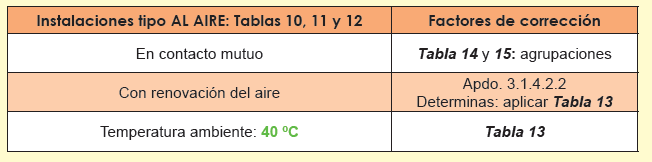 Instalaciones tipo AL AIRE: Tablas 10, 11 y 12 Factores de corrección
En contacto mutuo Tabla 14 y 15: agrupaciones
Con renovación del aire Apdo. 3.1.4.2.2
Determinas: aplicar Tabla 13
Temperatura ambiente: 40 ºC Tabla 13